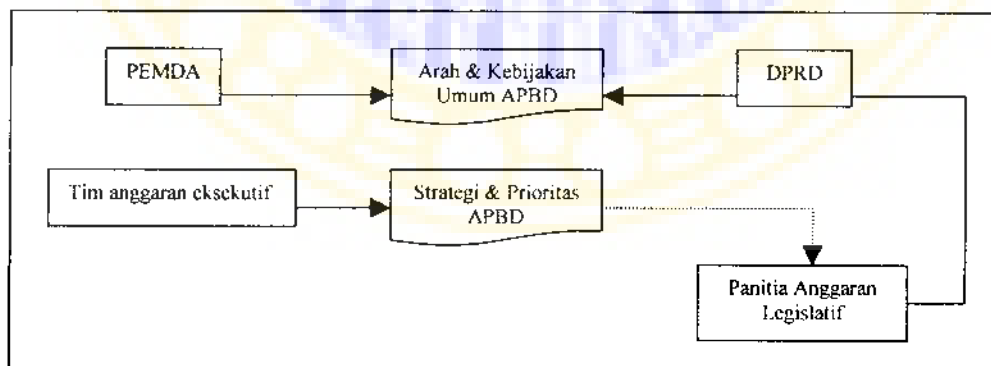 PEMDA
Arah & Kebijakan
Umum APBD
DPRD
Tim anggaran eksekutif
Strategi & Prioritas
APBD
Panitia Anggaran
Legislatif